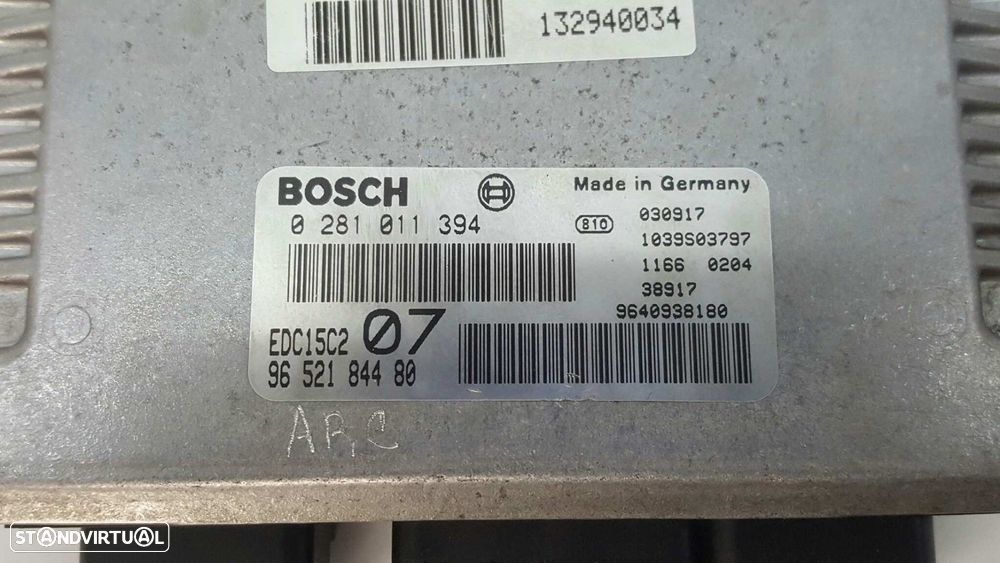 132940034
BOSCH
Made in Germany
0 281 011 394
810
030917
1039S03797
1166 0204
38917
9640938180
EDC15C2 07
96 521 844 80
ARC
STANDVIRTUAL